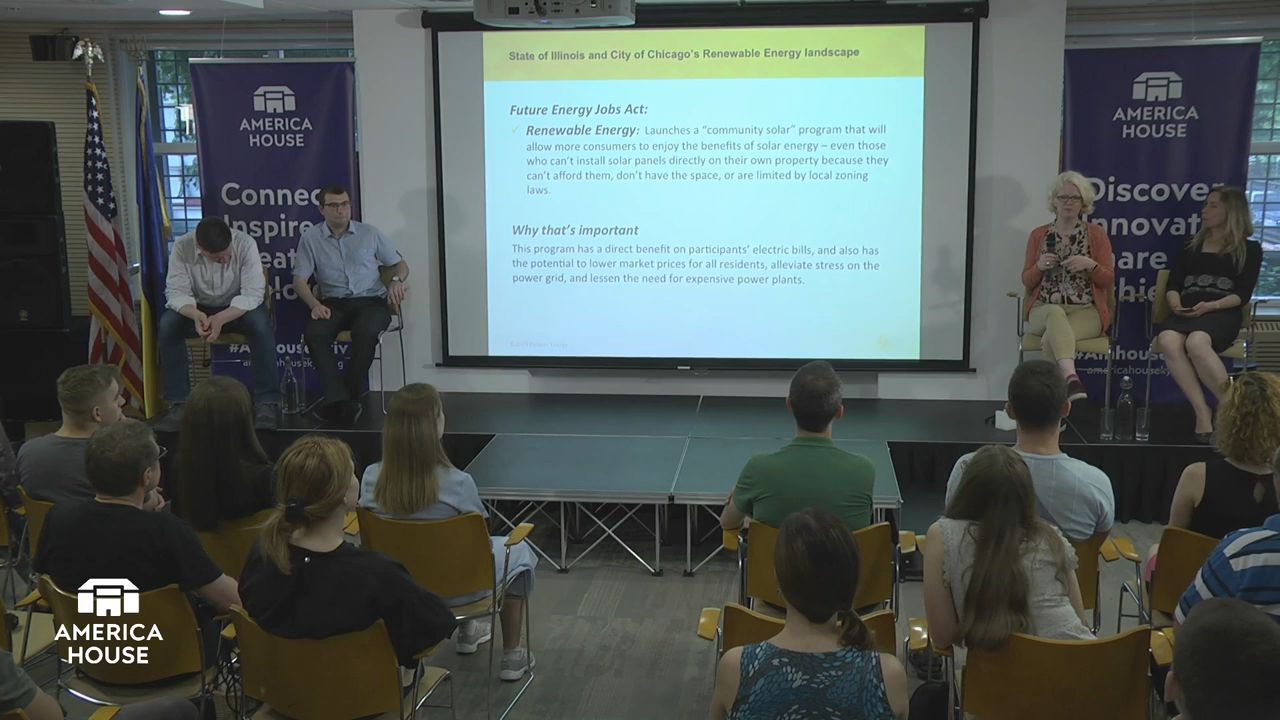 State of Illinois and City of Chicago's Renewable Energy landscape
Future Energy Jobs Act:
Renewable Energy: Launches a “community solar” program that will
allow more consumers to enjoy the benefits of solar energy – even those
who can't install solar panels directly on their own property because they
can't afford them, don't have the space, or are limited by local zoning
laws.
Why that's important
This program has a direct benefit on participants' electric bills, and also has
the potential to lower market prices for all residents, alleviate stress on the
power grid, and lessen the need for expensive power plants.
AMERICA
HOUSE
Connec
Inspire
AMERICA
HOUSE
Discover
nnovat
americahousek
AMERICA
HOUSE